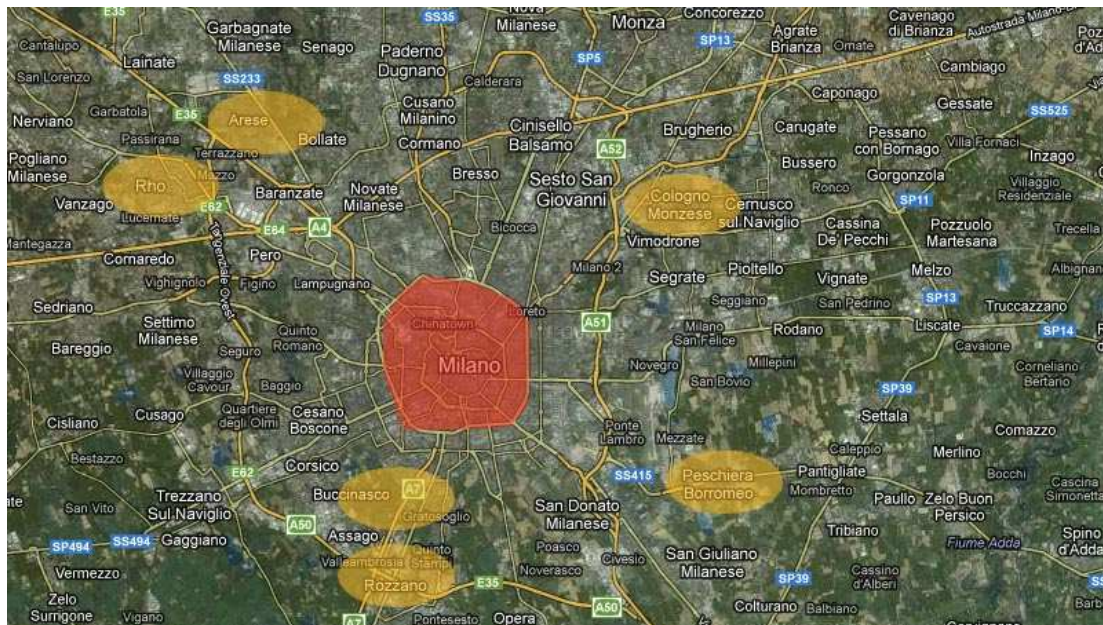 E35
SS35
Nova
Milanese
Monza
Concorezzo
Cavenago
di Brianza
Autostrada Milano-B
Cantalupo
Garbagnate
Milanese
Senago
Paderno
Dugnano
SP5
SP13
Agrate
Brianza
Ornate
Lainate
San Lorenzo
SS233
Calderara
Cambiago
Garbatola
E35
Arese
Cusano
Milanino
Caponago
Gessate
SS525
Nerviano
Passirana
Bollate
Cormano
Cinisello
Balsamo
A52
Brugherio
Carugate
Pessano
con Bornago
Villa Fornaci
Inzago
Pogliano
Milanese
Terrazzano
Mazzo
Rho
Baranzate
Novate
Milanese
Bresso
Sesto San
Giovanni
Cologno
Monzese
Bussero
Ronco
Gorgonzola
Villaggio
Residenziale
Vanzago
Lucernate
E62
Cernusco
sul Naviglio
SP11
Mantegazza
E64
A4
Bicocca
Vimodrone
Cassina
De' Pecchi
Pozzuolo
Martesana
Trecella
Cornaredo
Tangenziale Ovest
Pero
Milano 2
Segrate
Pioltello
Vignate
Melzo
Albignano
Vighignolo
Figino
Lampugnano
Sedriano
Seggiano
San Pedrino
SP13
Truccazzano
Settimo
Milanese
Quinto
Romano
Chinatown
Loreto
A51
Milano
San Felice
Rodano
Liscate
SP14
Bareggio
Seguro
Milano
Novegro
Millepini
Cavaione
Villaggio
Cavour
Baggio
San Bovio
SP39
Corneliano
Bertario
Cusago
Quartiere
degli Olmi
Cesano
Boscone
Settala
Cisliano
Ponte
Lambro
Mezzate
Comazzo
Bestazzo
E62
Corsico
Caleppio
Merlino
SS415
Peschiera
Borromeo
Pantigliate
Mombretto
Bocchi
Trezzano
Sul Naviglio
Buccinasco
A7
Paullo
Zelo Buon
Persico
Cascina
Simonetta
San Vito
A50
Gratosoglio
San Donato
Milanese
Tribiano
Spino
d'Adda
SP494
SS494
Gaggiano
Assago
Fiume Adda
Valleambrosia
Quinto
Stampi
Poasco
Civesio
San Giuliano
Milanese
Vermezzo
Rozzano
E35
Noverasco
SP39
Cassino
d'Alberi
Zelo
Surrigone
Vigano
A7
Pontesesto
Opera
A50
Colturano
Balbiano